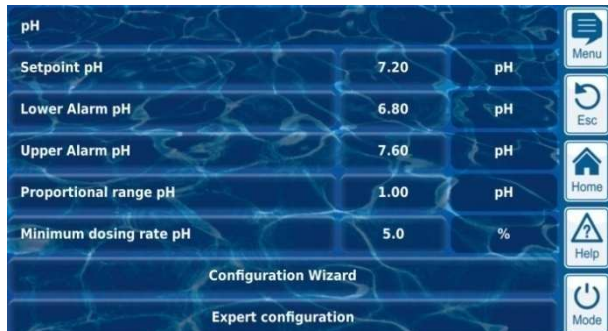 pH
Setpoint pH 7.20 pH
Lower Alarm pH 6.80 pH
Upper Alarm pH 7.60 pH
Proportional range pH 1.00 pH
Minimum dosing rate pH 5.0 %
Configuration Wizard
Expert configuration
Menu
Esc
Home
?
Help
Mode